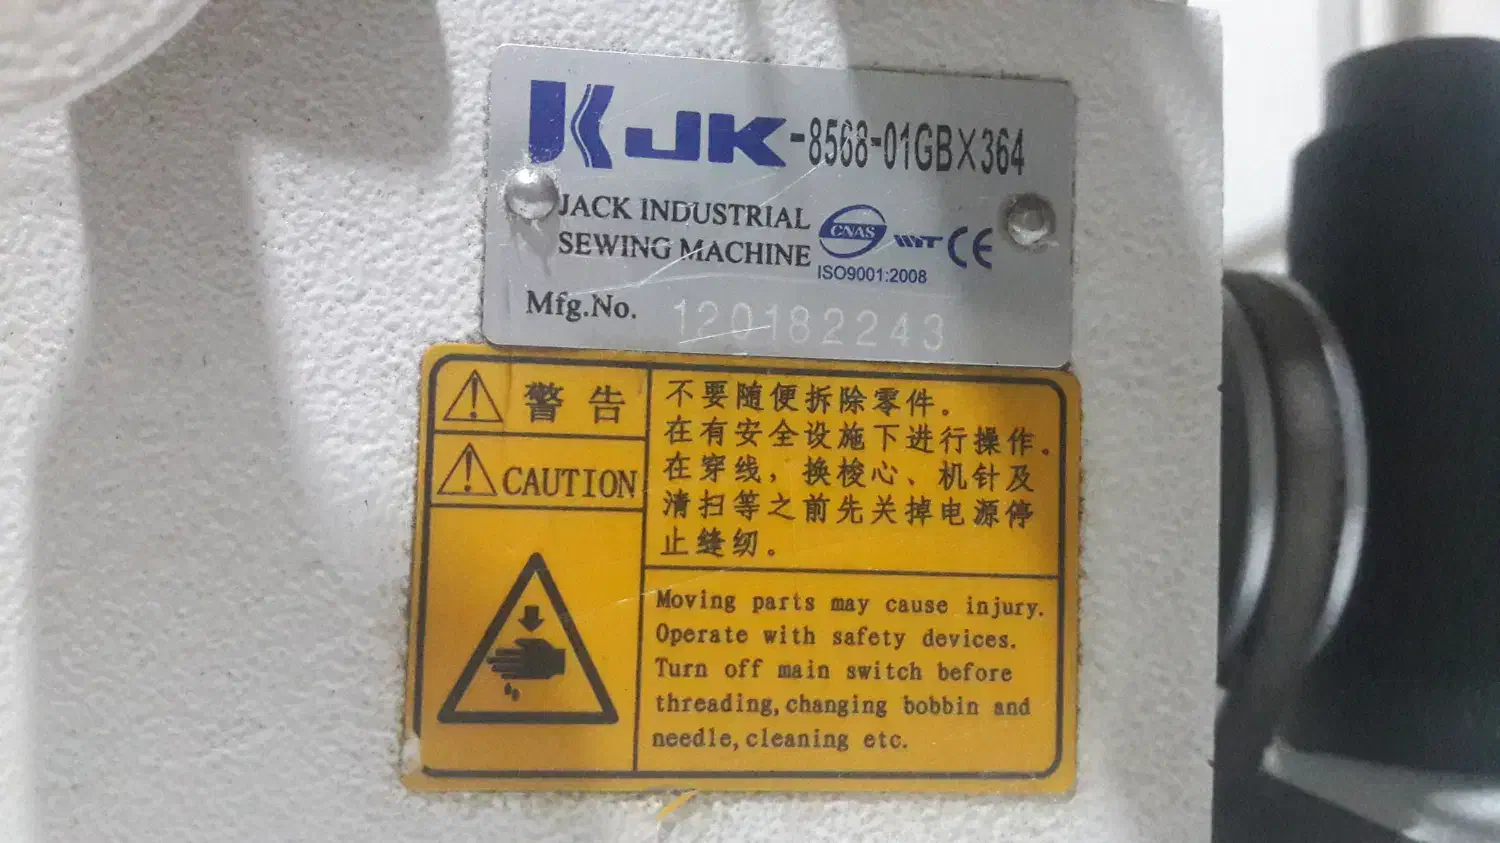 JK-8568-01GBX364
JACK INDUSTRIAL
SEWING MACHINE
CNAS
CE
ISO9001:2008
Mfg.No. 120182243
警告
CAUTION
不要随便拆除零件。
在有安全设施下进行操作。
在穿线，换梭心、机针及
清扫等之前先关掉电源停
止缝纫。
Moving parts may cause injury.
Operate with safety devices.
Turn off main switch before
threading,changing bobbin and
needle,cleaning etc.